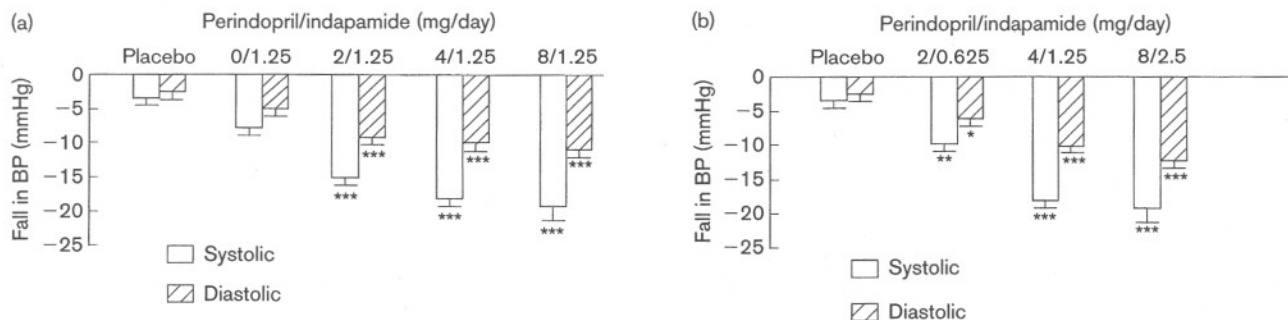 (a)
Perindopril/indapamide (mg/day)
Placebo 0/1.25 2/1.25 4/1.25 8/1.25
Fall in BP (mmHg)
0
−5
−10
−15
−20
−25
***
***
***
***
***
***
Systolic
Diastolic
(b)
Perindopril/indapamide (mg/day)
Placebo 2/0.625 4/1.25 8/2.5
Fall in BP (mmHg)
0
−5
−10
−15
−20
−25
**
*
***
***
***
***
Systolic
Diastolic